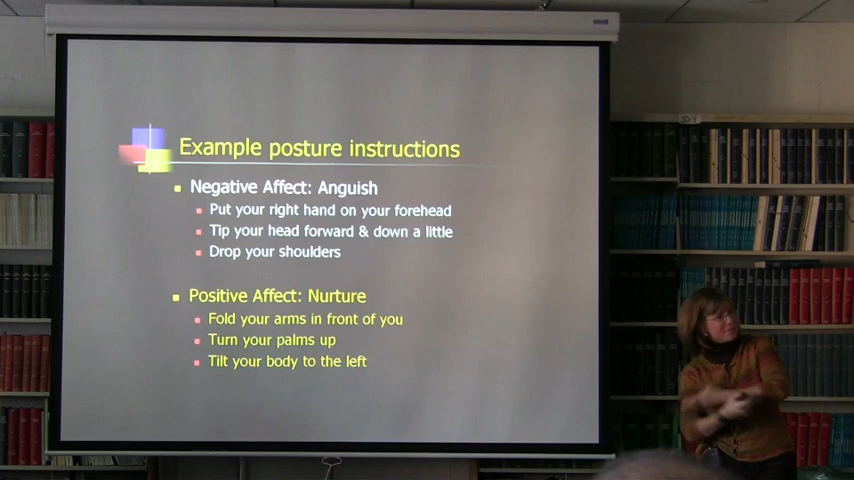 Example posture instructions
Negative Affect: Anguish
Put your right hand on your forehead
Tip your head forward & down a little
Drop your shoulders
Positive Affect: Nurture
Fold your arms in front of you
Turn your palms up
Tilt your body to the left